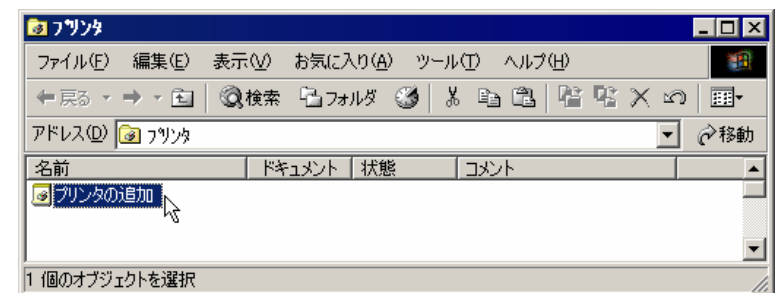 プリンタ
ファイル(F) 編集(E) 表示(V) お気に入り(A) ツール(T) ヘルプ(H)
戻る 検索 フォルダ
アドレス(D) プリンタ 移動
名前 ドキュメント 状態 コメント
プリンタの追加
1 個のオブジェクトを選択